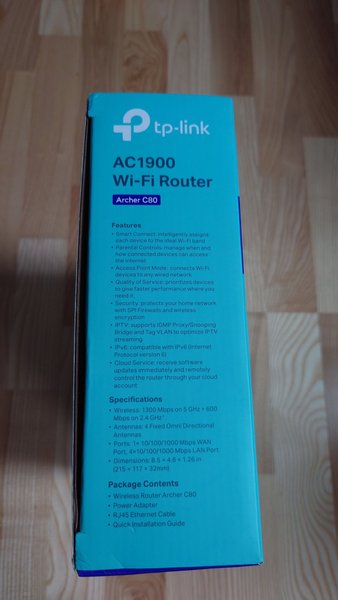 tp-link
AC1900
Wi-Fi Router
Archer C80
Features
• Smart Connect: intelligently assigns
each device to the ideal Wi-Fi band
• Parental Controls: manage when and
how connected devices can access
the internet
• Access Point Mode: connects Wi-Fi
devices to any wired network
• Quality of Service: prioritizes devices
to give faster performance where you
need it
• Security: protects your home network
with SPI Firewalls and wireless
encryption
• IPTV: supports IGMP Proxy/Snooping
Bridge and Tag VLAN to optimize IPTV
streaming
• IPv6: compatible with IPv6 (Internet
Protocol version 6)
• Cloud Service: receive software
updates immediately and remotely
control the router through your cloud
account
Specifications
• Wireless: 1300 Mbps on 5 GHz + 600
Mbps on 2.4 GHz
• Antennas: 4 Fixed Omni Directional
Antennas
• Ports: 1× 10/100/1000 Mbps WAN
Port, 4×10/100/1000 Mbps LAN Port
• Dimensions: 8.5 × 4.6 × 1.26 in
(215 × 117 × 32mm)
Package Contents
• Wireless Router Archer C80
• Power Adapter
• RJ45 Ethernet Cable
• Quick Installation Guide